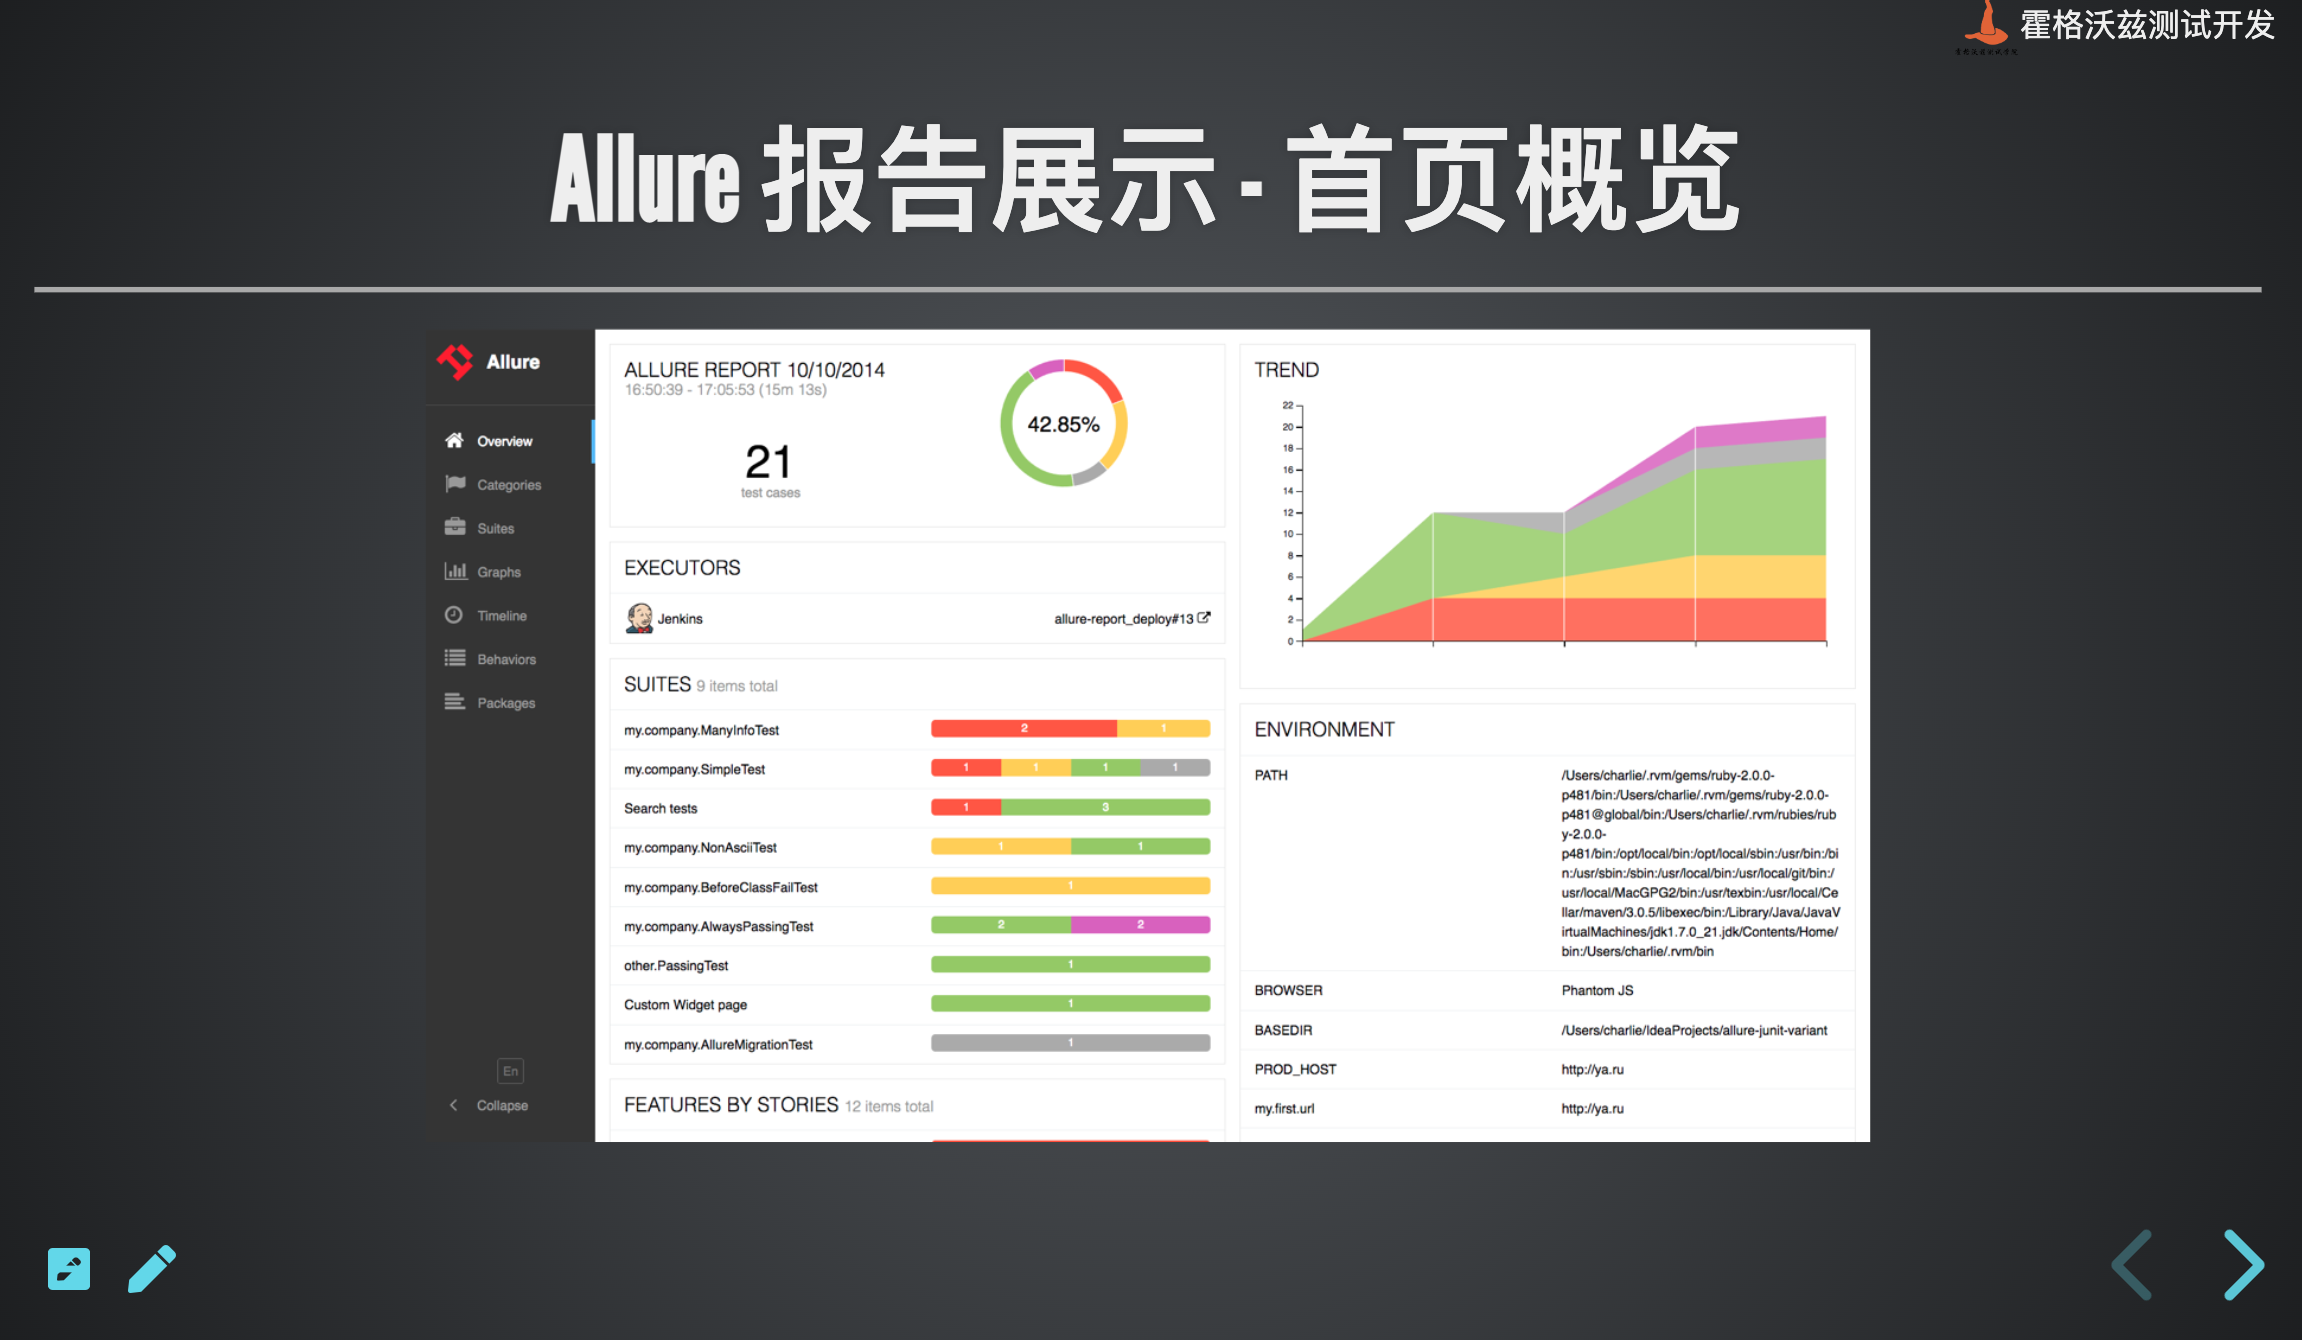 霍格沃兹测试开发
Allure 报告展示 - 首页概览
Allure
Overview
Categories
Suites
Graphs
Timeline
Behaviors
Packages
En
Collapse
ALLURE REPORT 10/10/2014
16:50:39 - 17:05:53 (15m 13s)
21
test cases
42.85%
EXECUTORS
Jenkins
allure-report_deploy#13
SUITES 9 items total
my.company.ManyInfoTest
2 1
my.company.SimpleTest
1 1 1 1
Search tests
1 3
my.company.NonAsciiTest
1 1
my.company.BeforeClassFailTest
1
my.company.AlwaysPassingTest
2 2
other.PassingTest
1
Custom Widget page
1
my.company.AllureMigrationTest
1
FEATURES BY STORIES 12 items total
TREND
22
20
18
16
14
12
10
8
6
4
2
0
ENVIRONMENT
PATH
/Users/charlie/.rvm/gems/ruby-2.0.0-
p481/bin:/Users/charlie/.rvm/gems/ruby-2.0.0-
p481@global/bin:/Users/charlie/.rvm/rubies/rub
y-2.0.0-
p481/bin:/opt/local/bin:/opt/local/sbin:/usr/bin:/bi
n:/usr/sbin:/sbin:/usr/local/bin:/usr/local/git/bin:/
usr/local/MacGPG2/bin:/usr/texbin:/usr/local/Ce
llar/maven/3.0.5/libexec/bin:/Library/Java/JavaV
irtualMachines/jdk1.7.0_21.jdk/Contents/Home/
bin:/Users/charlie/.rvm/bin
BROWSER
Phantom JS
BASEDIR
/Users/charlie/IdeaProjects/allure-junit-variant
PROD_HOST
http://ya.ru
my.first.url
http://ya.ru